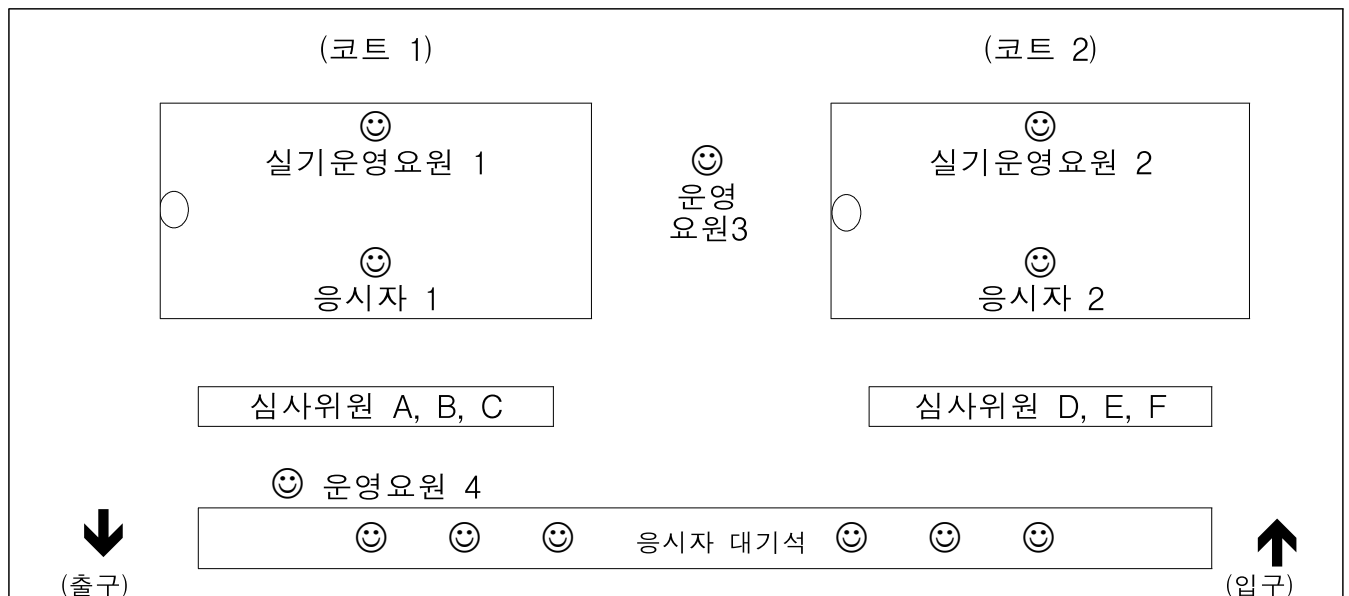 (코트 1)
(코트 2)
실기운영요원 1
실기운영요원 2
운영
요원3
응시자 1
응시자 2
심사위원 A, B, C
심사위원 D, E, F
운영요원 4
응시자 대기석
(출구)
(입구)